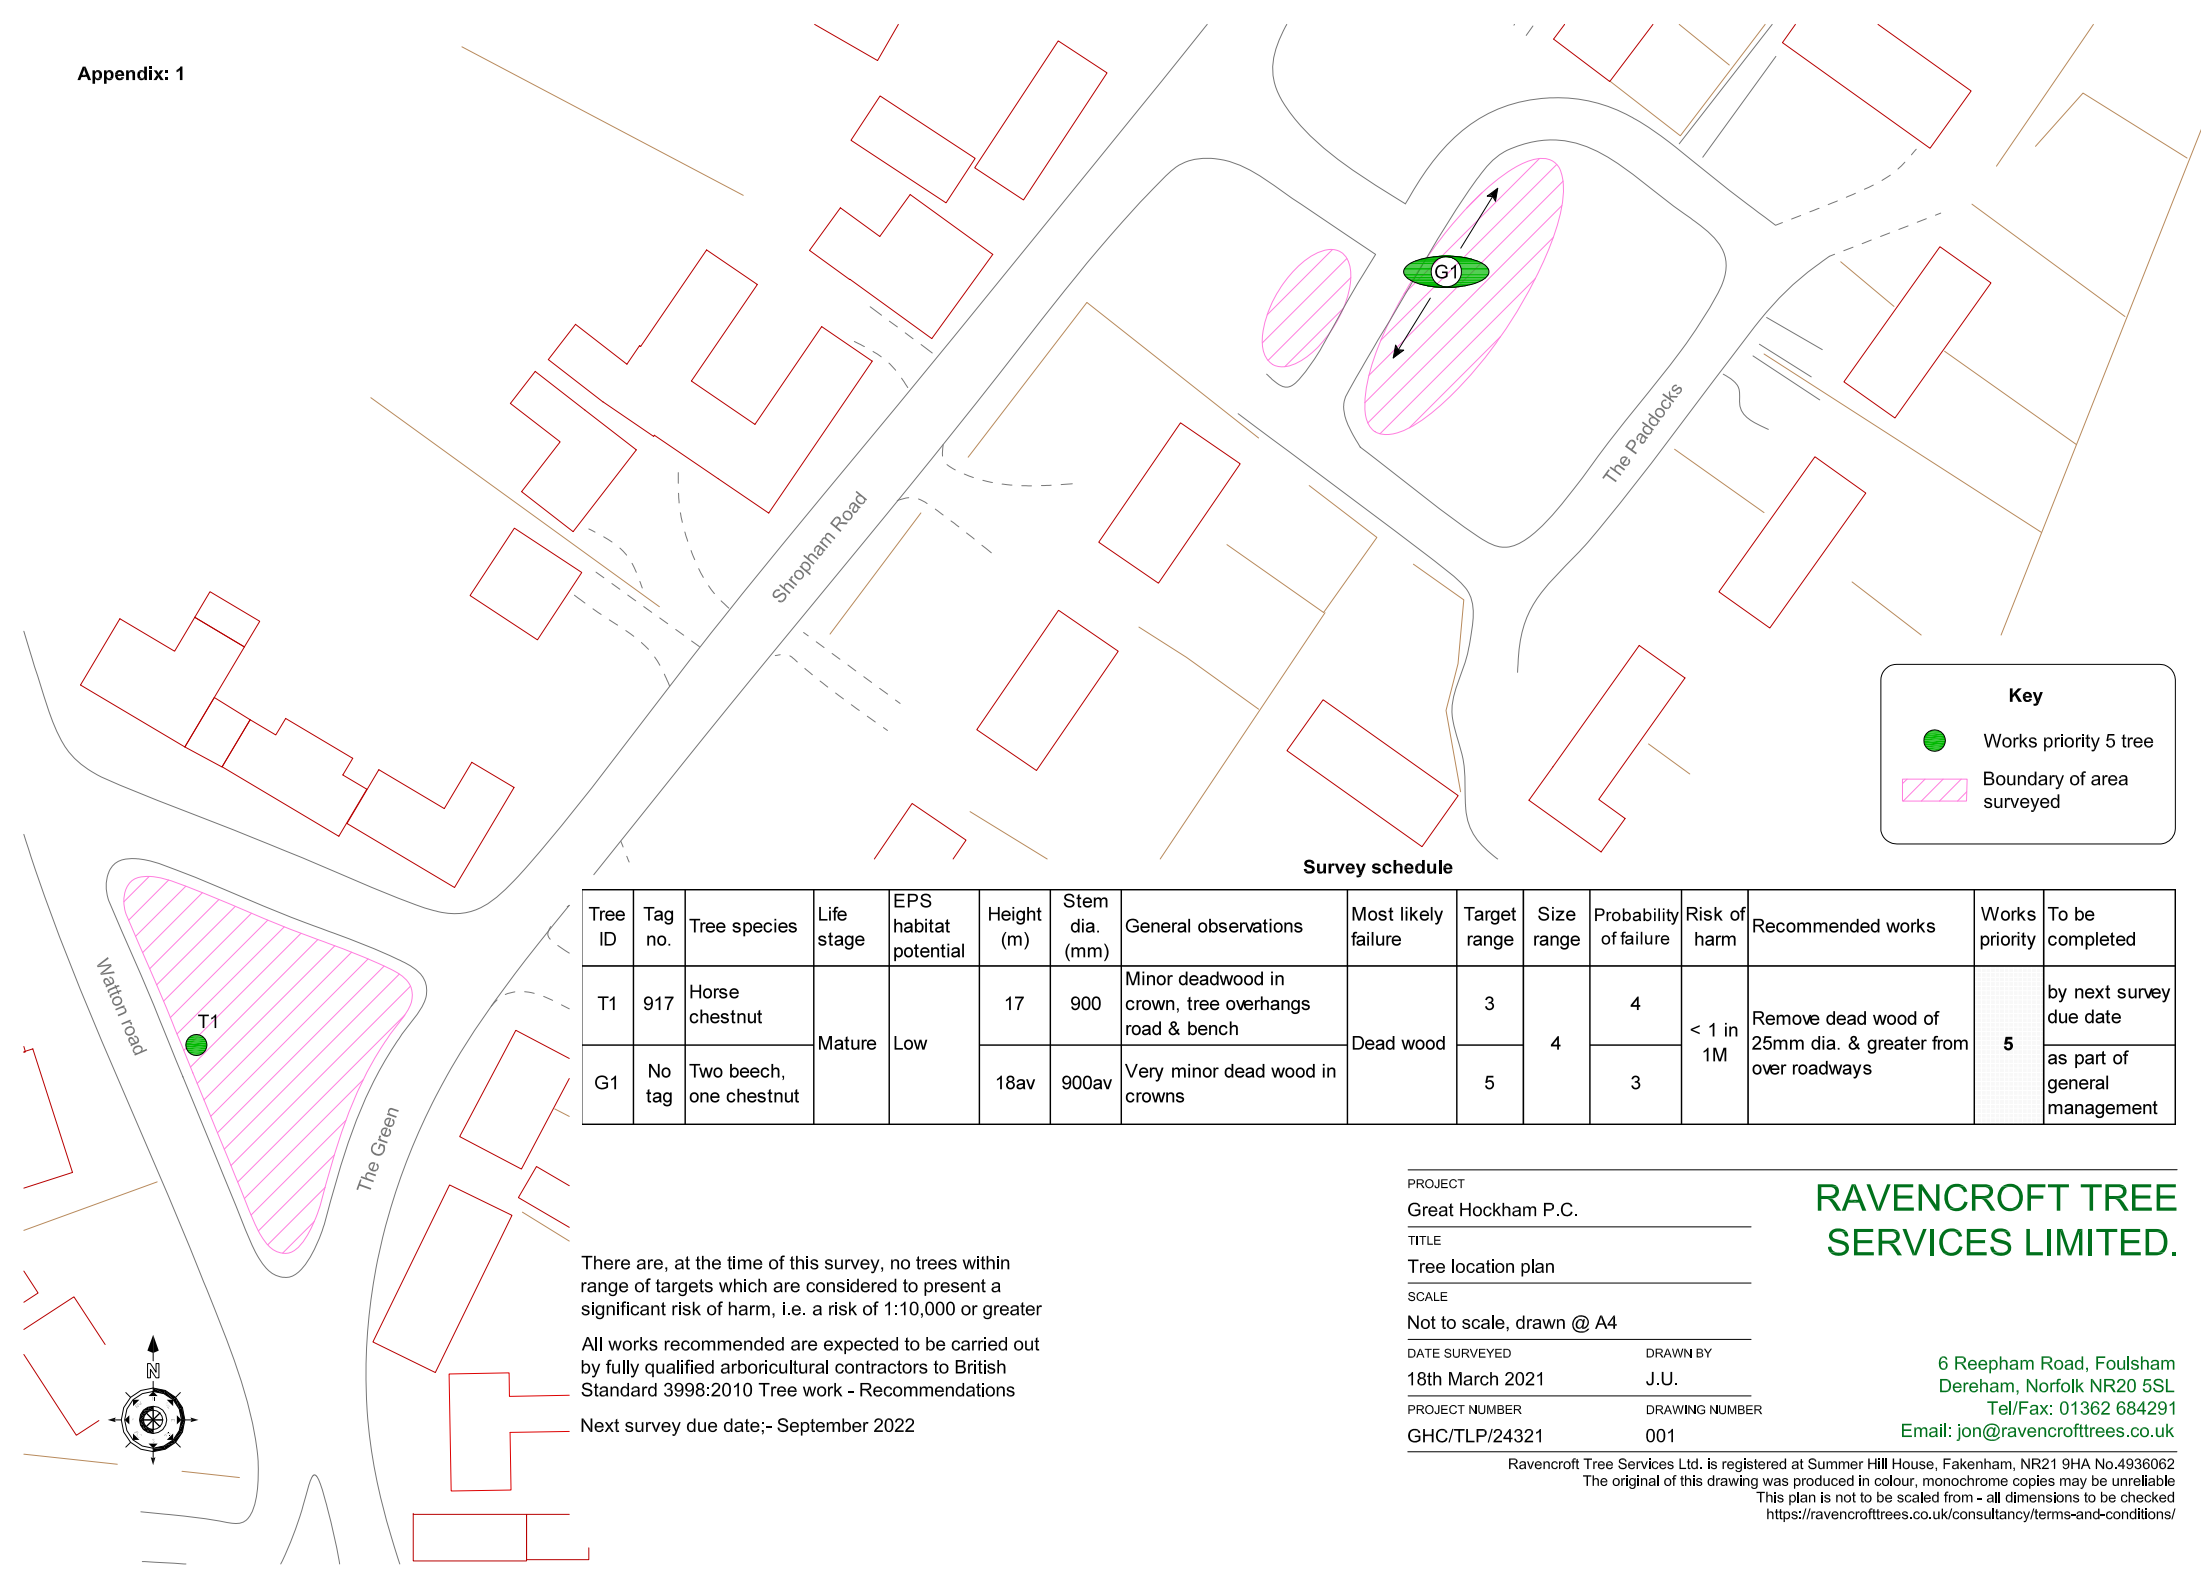 Appendix: 1
G1
The Paddocks
Shropham Road
Key
Works priority 5 tree
Boundary of area
surveyed
Watton road
T1
The Green
N
Survey schedule
Tree
ID
Tag
no.
Tree species
Life
stage
EPS
habitat
potential
Height
(m)
Stem
dia.
(mm)
General observations
Most likely
failure
Target
range
Size
range
Probability
of failure
Risk of
harm
Recommended works
Works
priority
To be
completed
T1
917
Horse
chestnut
Mature
Low
17
900
Minor deadwood in
crown, tree overhangs
road & bench
Dead wood
3
4
4
< 1 in
1M
Remove dead wood of
25mm dia. & greater from
over roadways
5
by next survey
due date
G1
No
tag
Two beech,
one chestnut
18av
900av
Very minor dead wood in
crowns
5
3
as part of
general
management
There are, at the time of this survey, no trees within
range of targets which are considered to present a
significant risk of harm, i.e. a risk of 1:10,000 or greater
All works recommended are expected to be carried out
by fully qualified arboricultural contractors to British
Standard 3998:2010 Tree work - Recommendations
Next survey due date;- September 2022
PROJECT
Great Hockham P.C.
TITLE
Tree location plan
SCALE
Not to scale, drawn @ A4
DATE SURVEYED
DRAWN BY
18th March 2021
J.U.
PROJECT NUMBER
DRAWING NUMBER
GHC/TLP/24321
001
RAVENCROFT TREE
SERVICES LIMITED.
6 Reepham Road, Foulsham
Dereham, Norfolk NR20 5SL
Tel/Fax: 01362 684291
Email: jon@ravencrofttrees.co.uk
Ravencroft Tree Services Ltd. is registered at Summer Hill House, Fakenham, NR21 9HA No.4936062
The original of this drawing was produced in colour, monochrome copies may be unreliable
This plan is not to be scaled from - all dimensions to be checked
https://ravencrofttrees.co.uk/consultancy/terms-and-conditions/